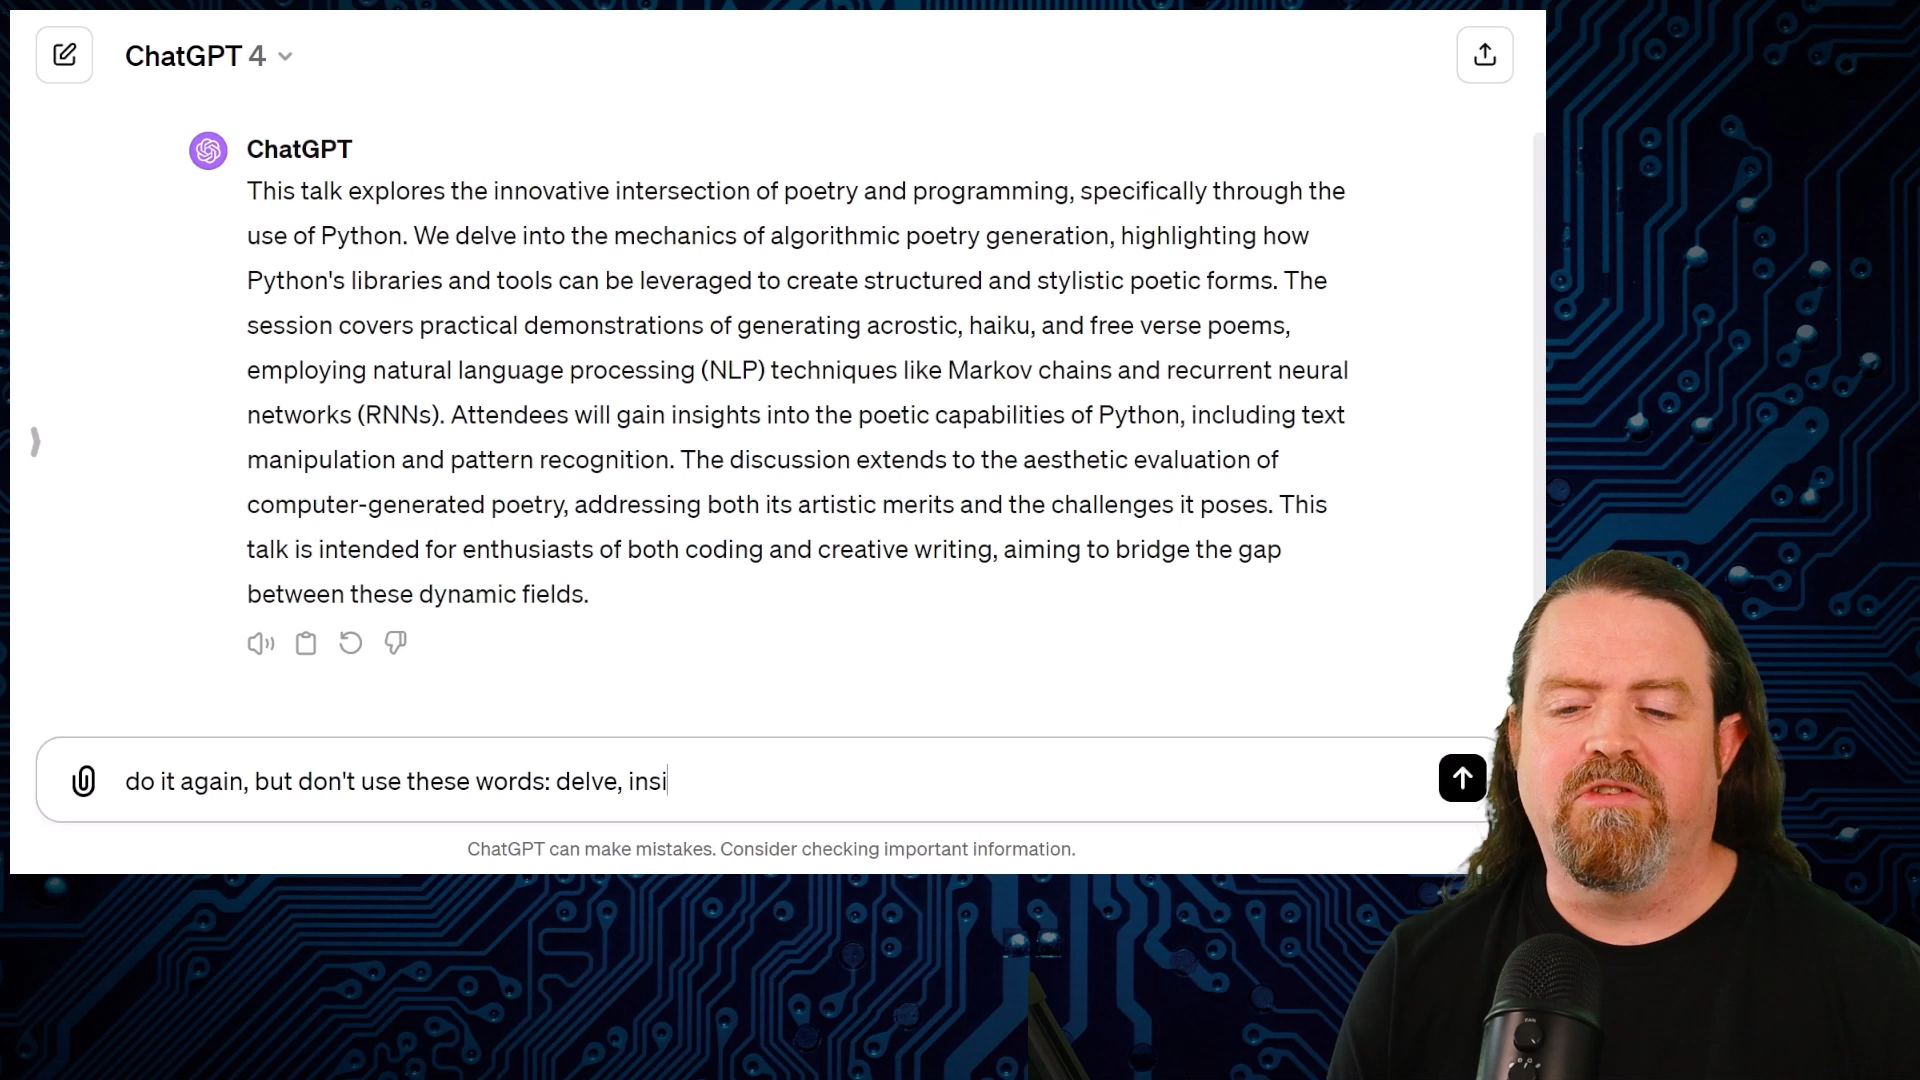 ChatGPT 4
ChatGPT
This talk explores the innovative intersection of poetry and programming, specifically through the
use of Python. We delve into the mechanics of algorithmic poetry generation, highlighting how
Python's libraries and tools can be leveraged to create structured and stylistic poetic forms. The
session covers practical demonstrations of generating acrostic, haiku, and free verse poems,
employing natural language processing (NLP) techniques like Markov chains and recurrent neural
networks (RNNs). Attendees will gain insights into the poetic capabilities of Python, including text
manipulation and pattern recognition. The discussion extends to the aesthetic evaluation of
computer-generated poetry, addressing both its artistic merits and the challenges it poses. This
talk is intended for enthusiasts of both coding and creative writing, aiming to bridge the gap
between these dynamic fields.
do it again, but don't use these words: delve, insi
ChatGPT can make mistakes. Consider checking important information.